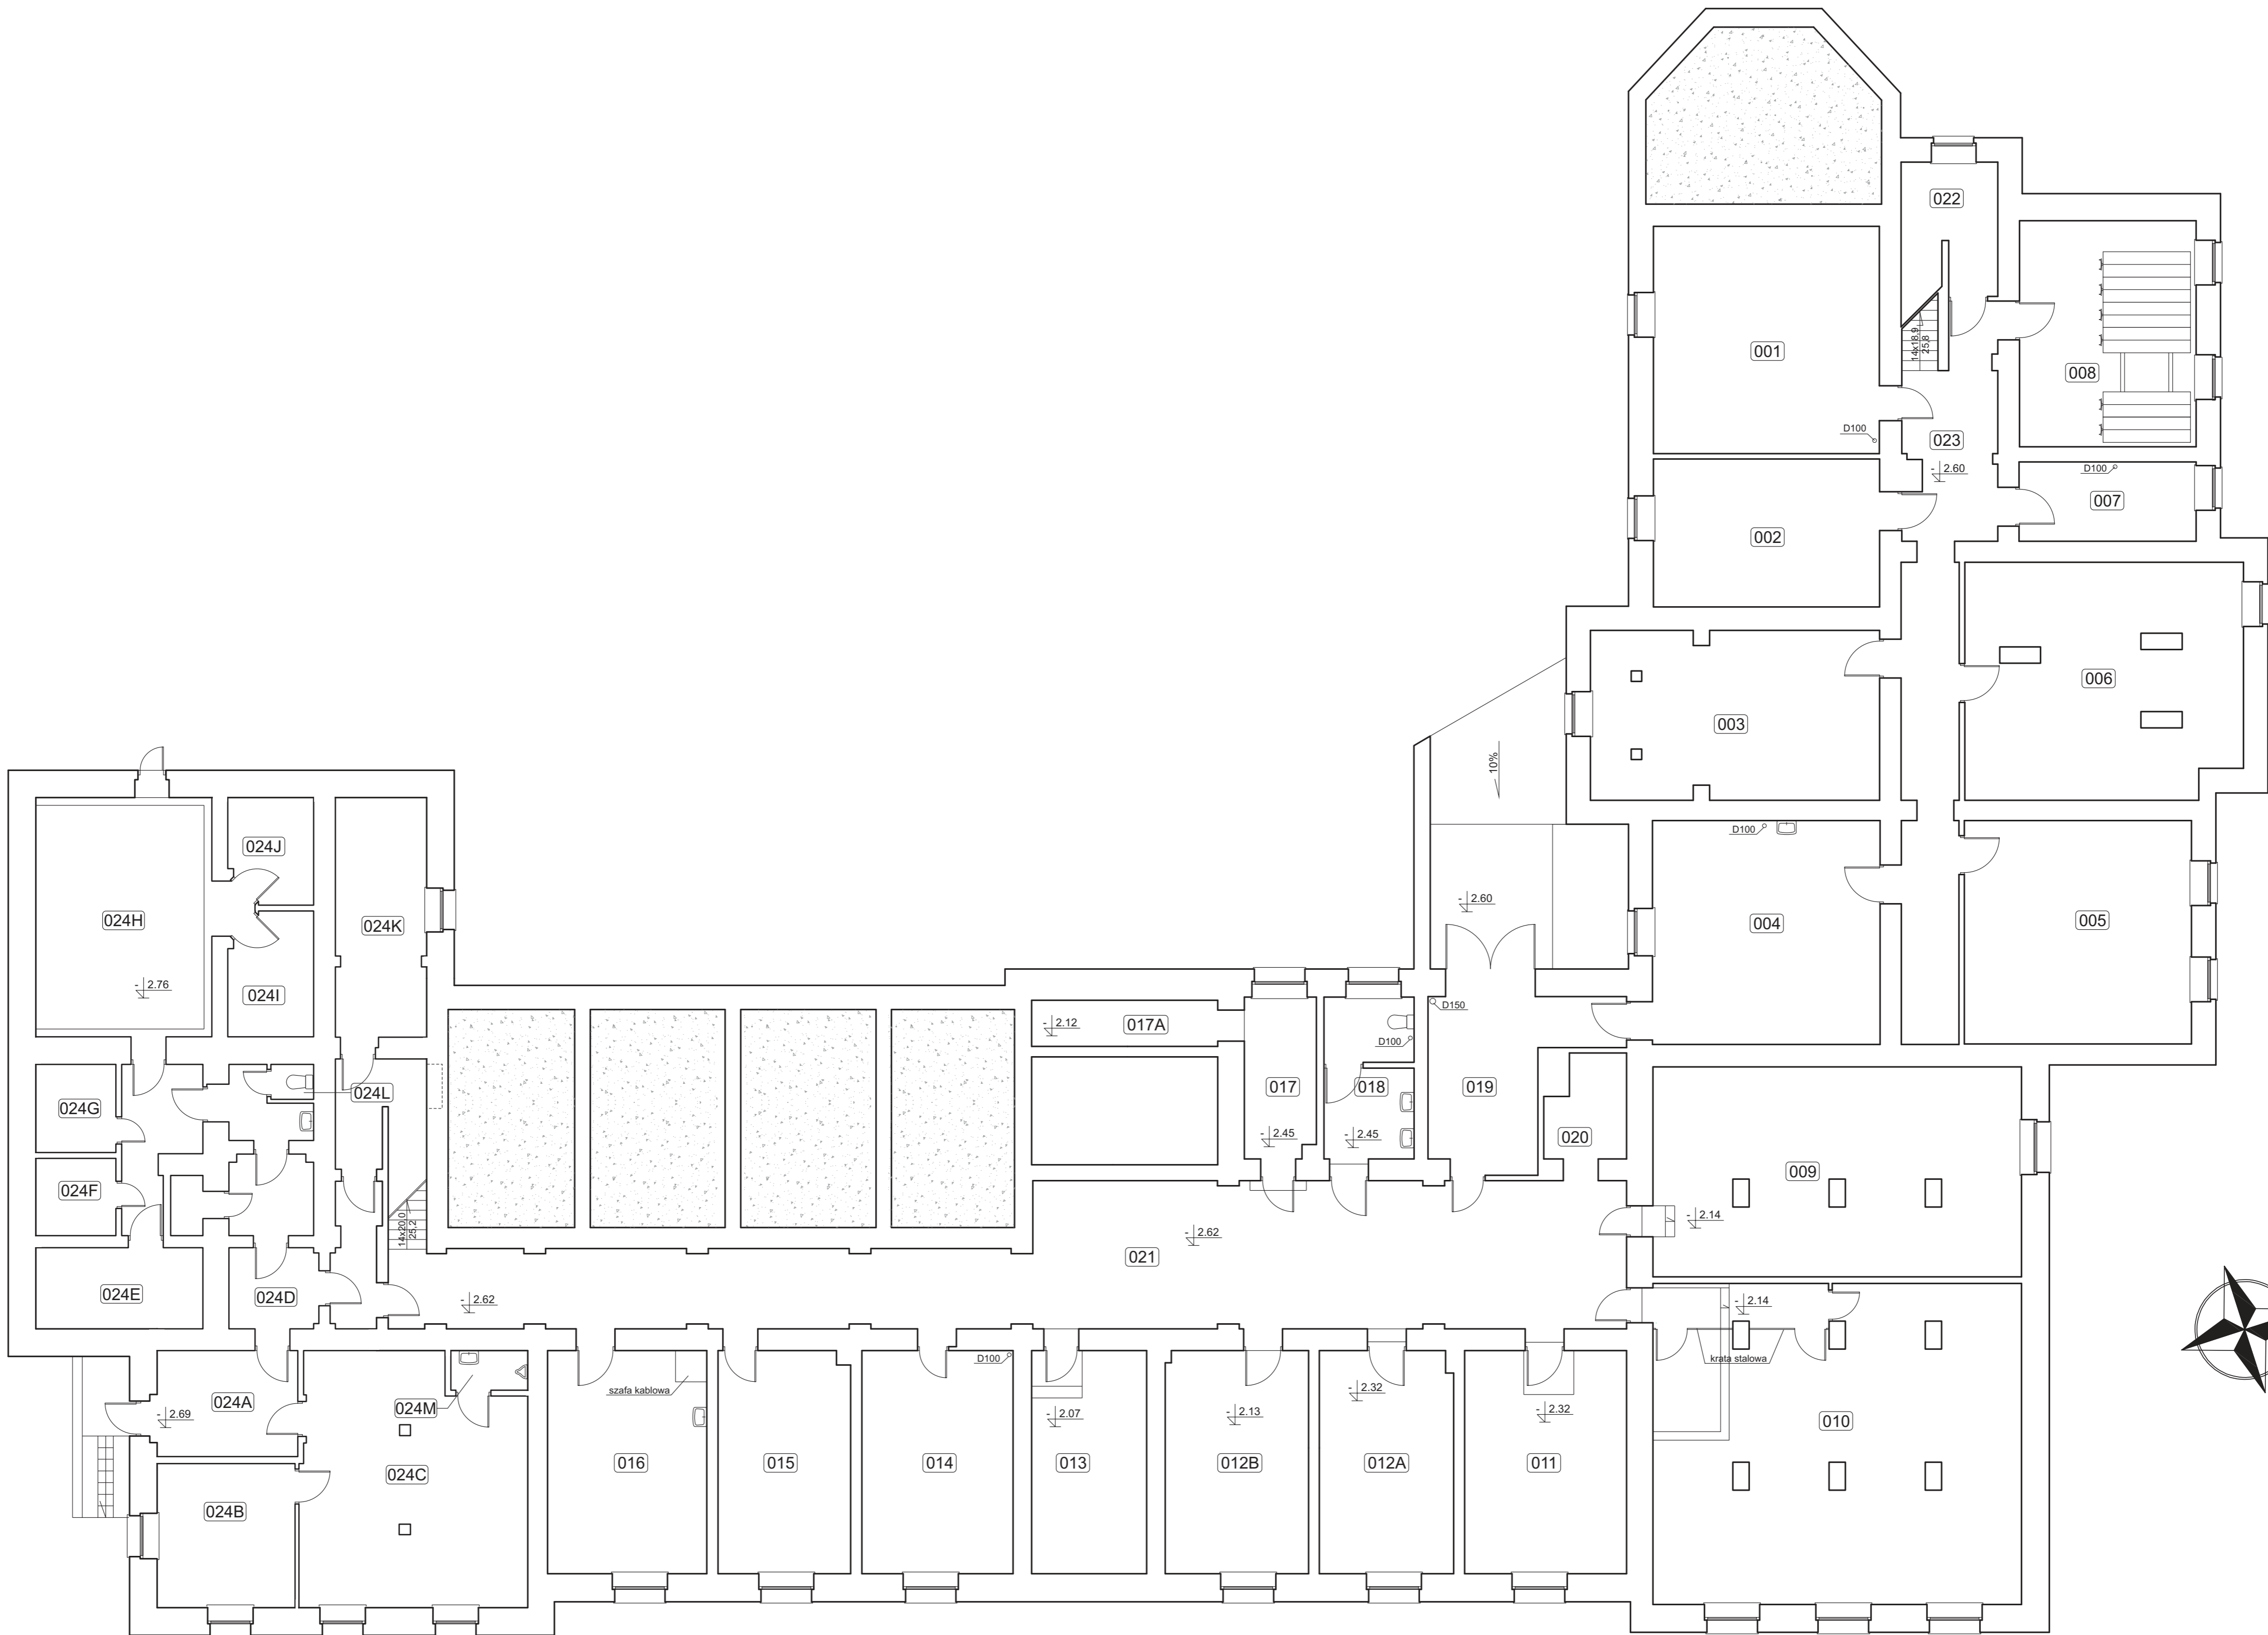 022
14x18,9
25,8
001
008
D100
023
- 2.60
D100
007
002
006
003
10%
024J
D100
024H
024K
- 2.60
004
005
024I
- 2.76
D150
- 2.12
017A
D100
017
018
019
024L
024G
020
- 2.45
- 2.45
009
024F
- 2.14
14x20,0
25,2
- 2.62
021
024E
024D
- 2.62
- 2.14
D100
krata stalowa
szafa kablowa
024A
024M
- 2.69
- 2.07
- 2.13
- 2.32
- 2.32
010
024C
016
015
014
013
012B
012A
011
024B